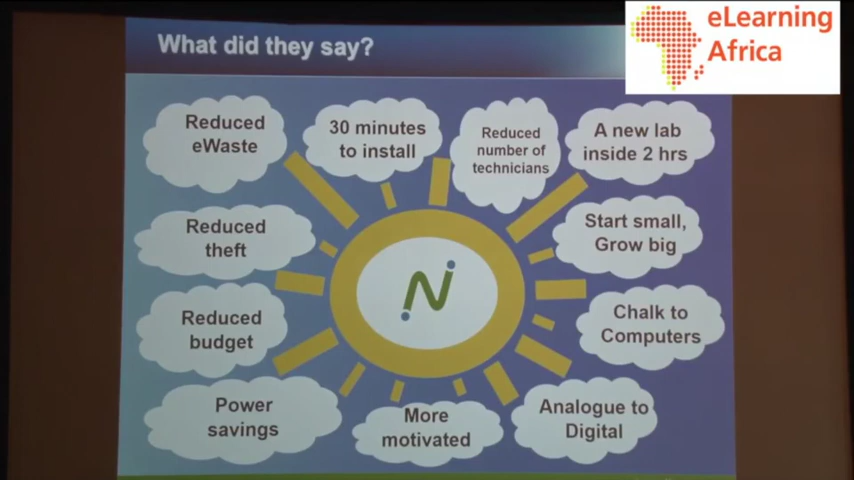 What did they say?
eLearning
Africa
Reduced
eWaste
30 minutes
to install
Reduced
number of
technicians
A new lab
inside 2 hrs
Reduced
theft
Start small,
Grow big
N
Reduced
budget
Chalk to
Computers
Power
savings
More
motivated
Analogue to
Digital